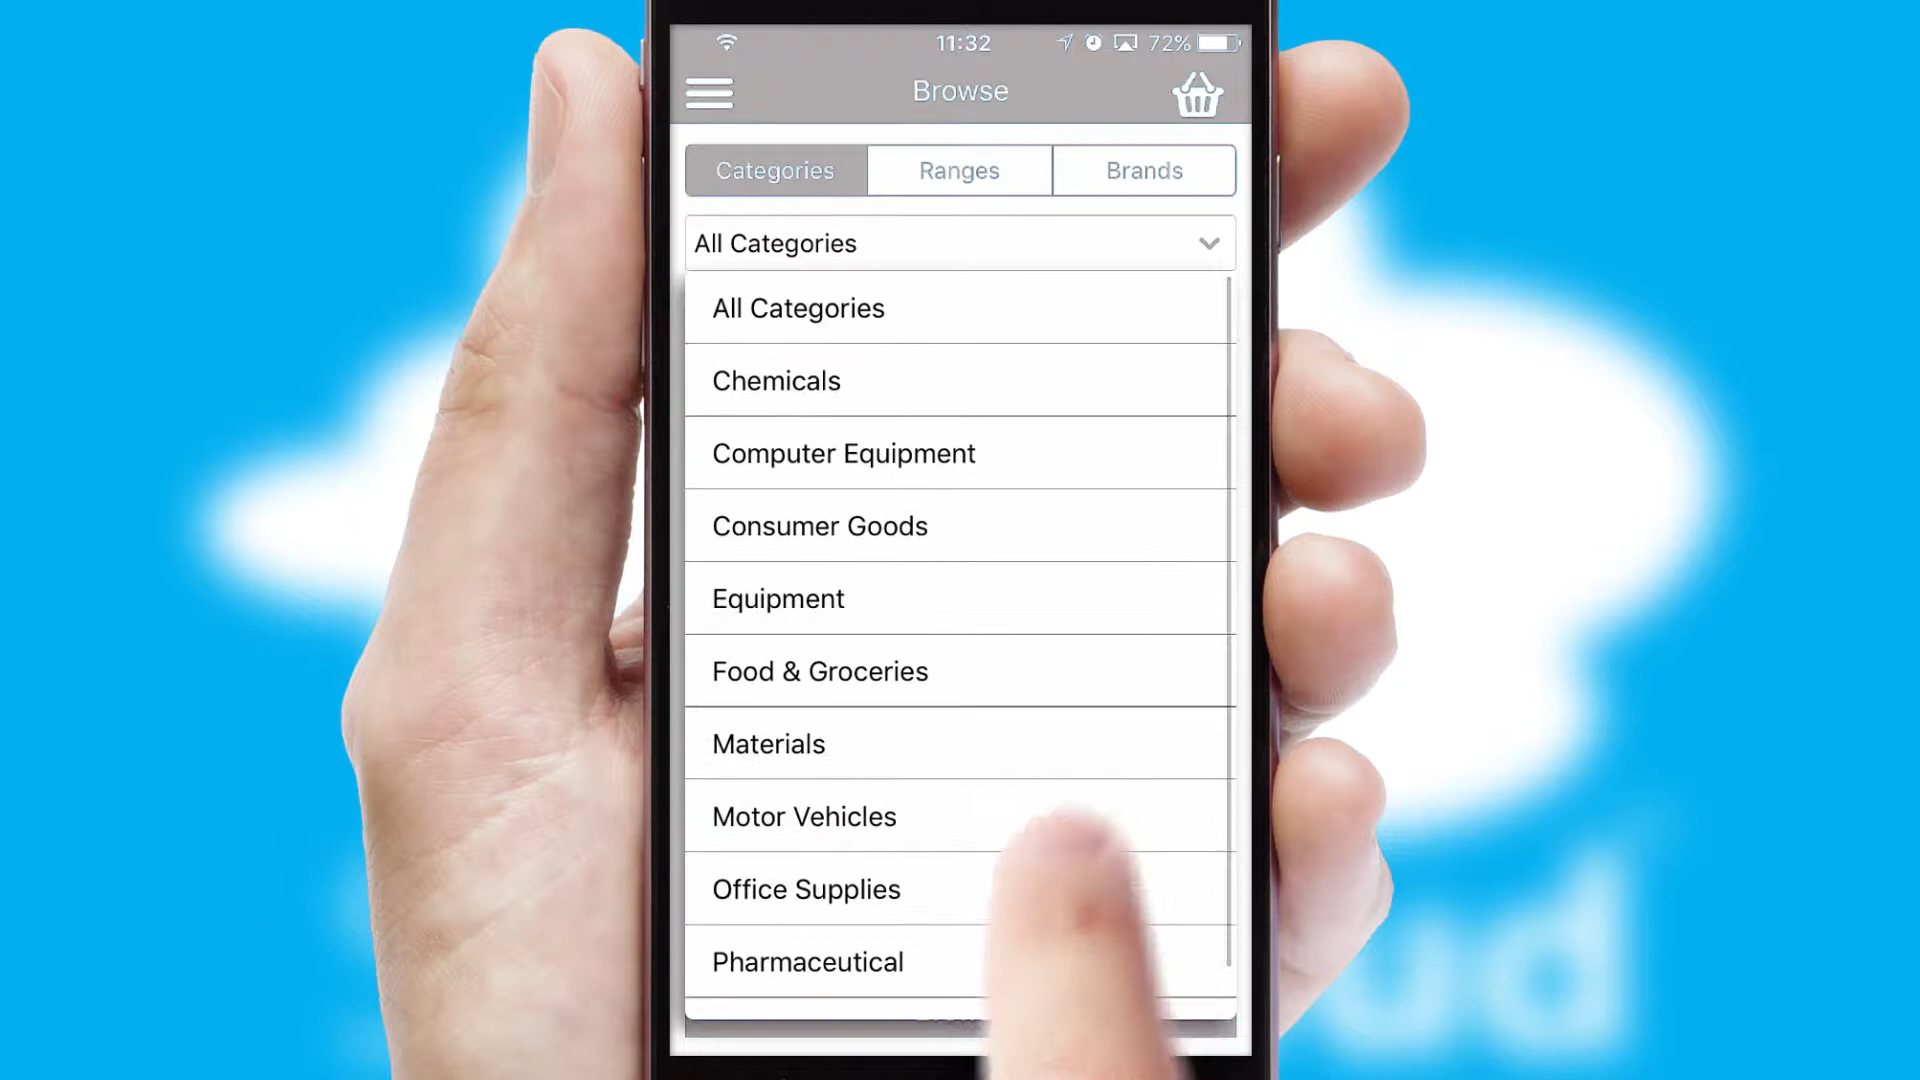 11:32 72%
Browse
Categories Ranges Brands
All Categories
All Categories
Chemicals
Computer Equipment
Consumer Goods
Equipment
Food & Groceries
Materials
Motor Vehicles
Office Supplies
Pharmaceutical